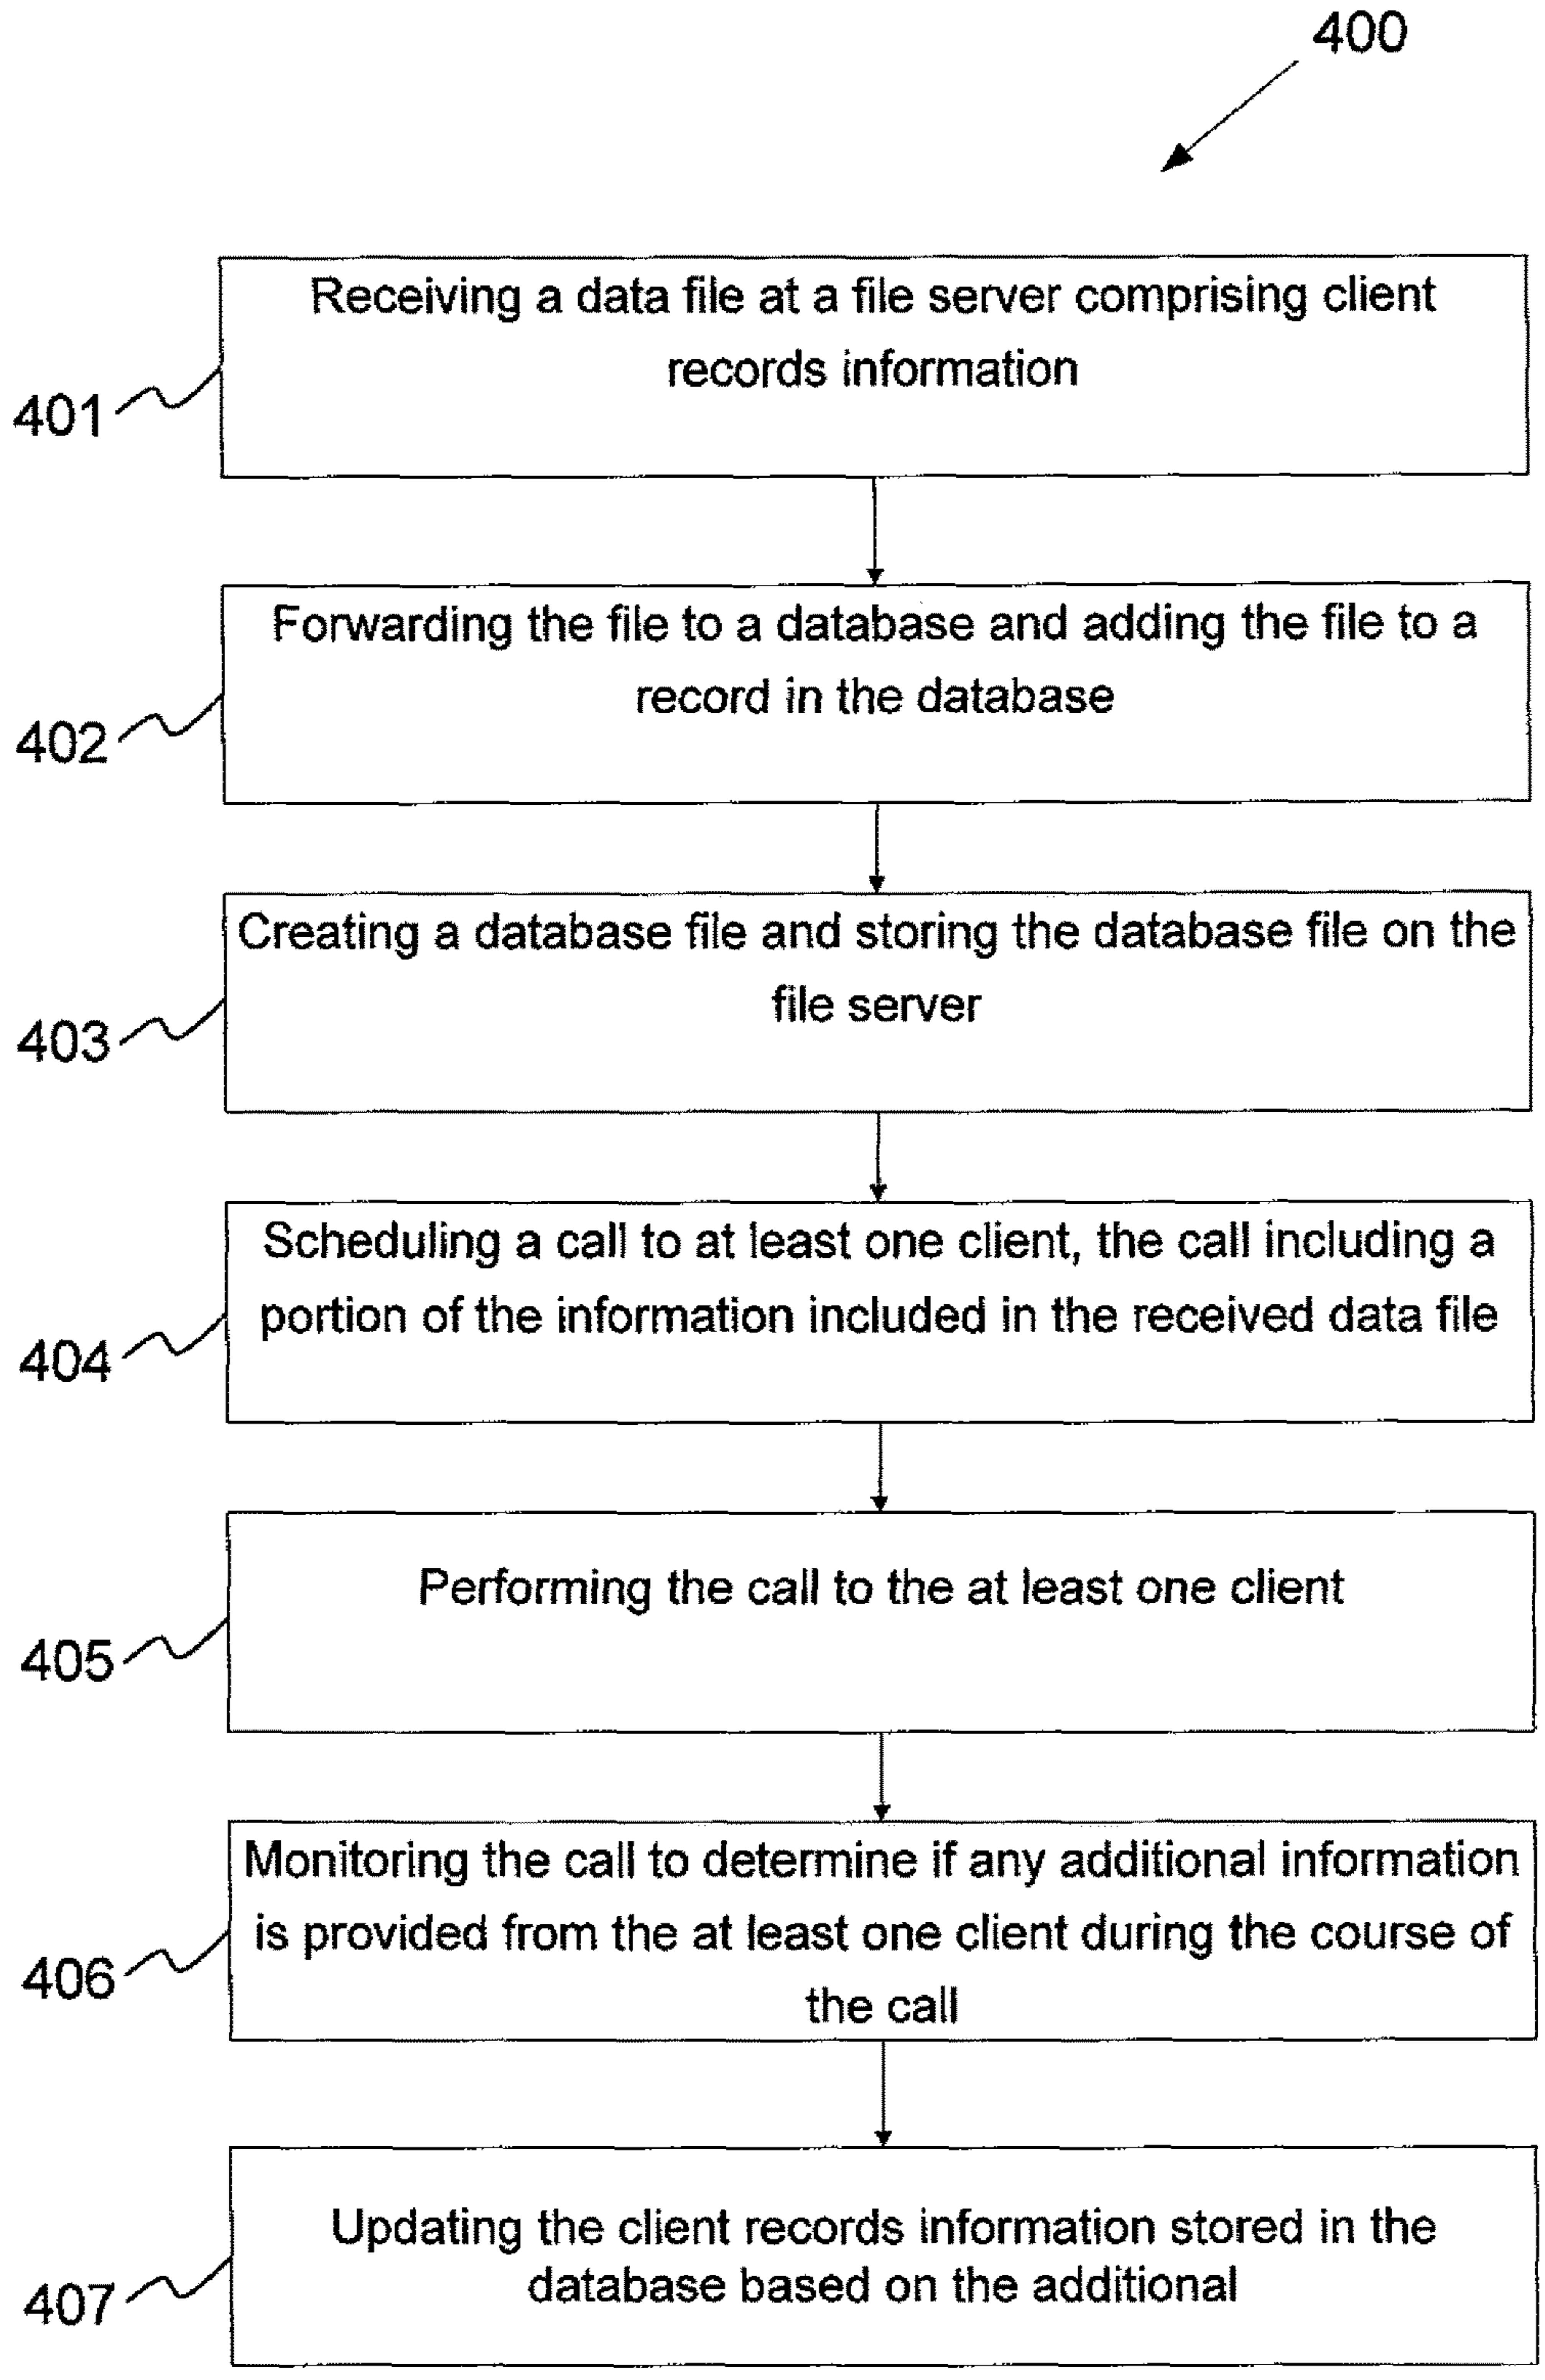 400
Receiving a data file at a file server comprising client
records information
401
Forwarding the file to a database and adding the file to a
record in the database
402
Creating a database file and storing the database file on the
file server
403
Scheduling a call to at least one client, the call including a
portion of the information included in the received data file
404
Performing the call to the at least one client
405
Monitoring the call to determine if any additional information
is provided from the at least one client during the course of
the call
406
Updating the client records information stored in the
database based on the additional
407